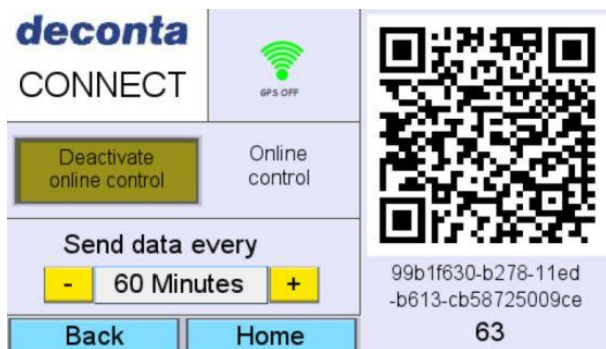 deconta
CONNECT
GPS OFF
Deactivate
online control
Online
control
Send data every
-
60 Minutes
+
Back
Home
99b1f630-b278-11ed
-b613-cb58725009ce
63